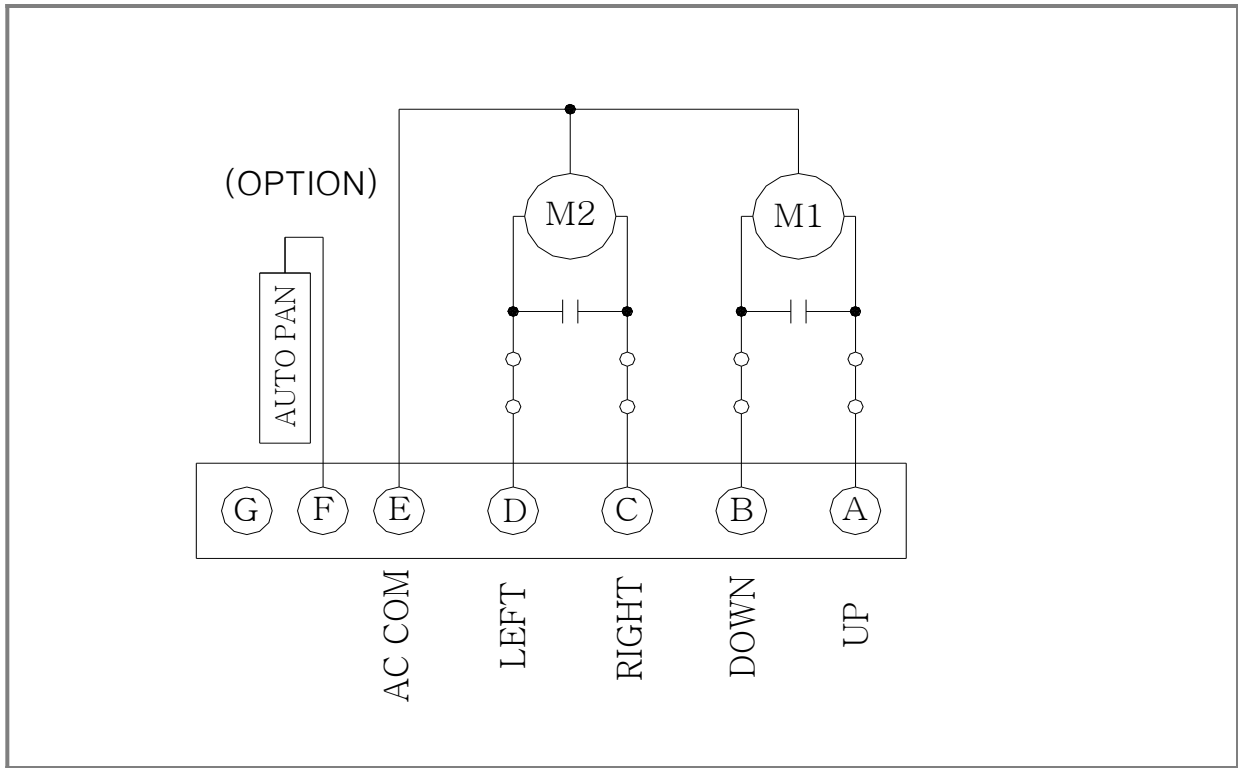 (OPTION)
M2
M1
AUTO PAN
G
F
E
D
C
B
A
AC COM
LEFT
RIGHT
DOWN
UP